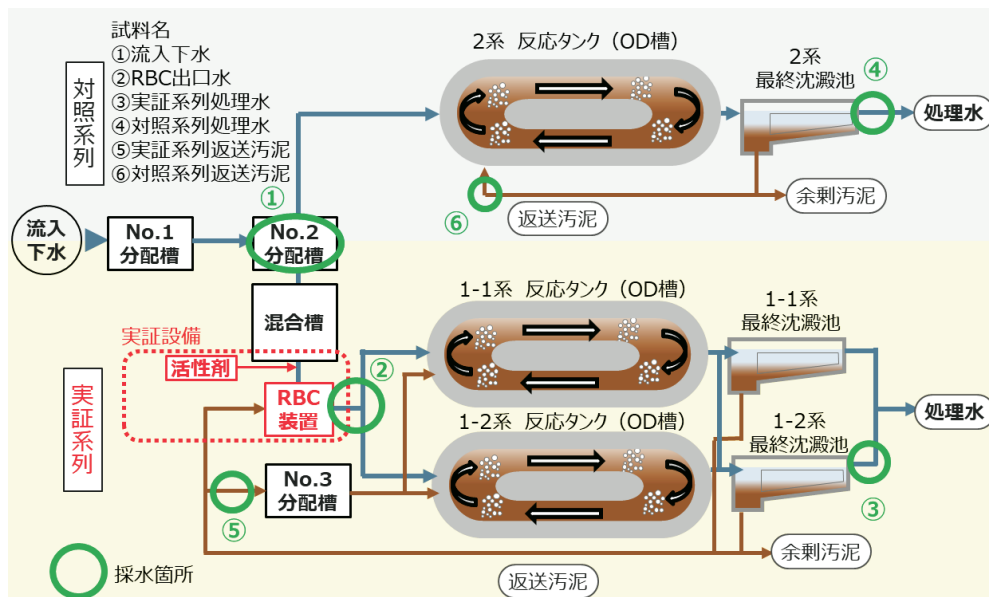 試料名
①流入下水
②RBC出口水
③実証系列処理水
④対照系列処理水
⑤実証系列返送汚泥
⑥対照系列返送汚泥
対照系列
2系 反応タンク（OD槽）
2系
最終沈澱池
④
処理水
余剰汚泥
⑥
返送汚泥
①
流入
下水
No.1
分配槽
No.2
分配槽
混合槽
実証設備
活性剤
RBC
装置
②
実証系列
1-1系 反応タンク（OD槽）
1-1系
最終沈澱池
処理水
1-2系 反応タンク（OD槽）
1-2系
最終沈澱池
③
No.3
分配槽
⑤
余剰汚泥
返送汚泥
採水箇所